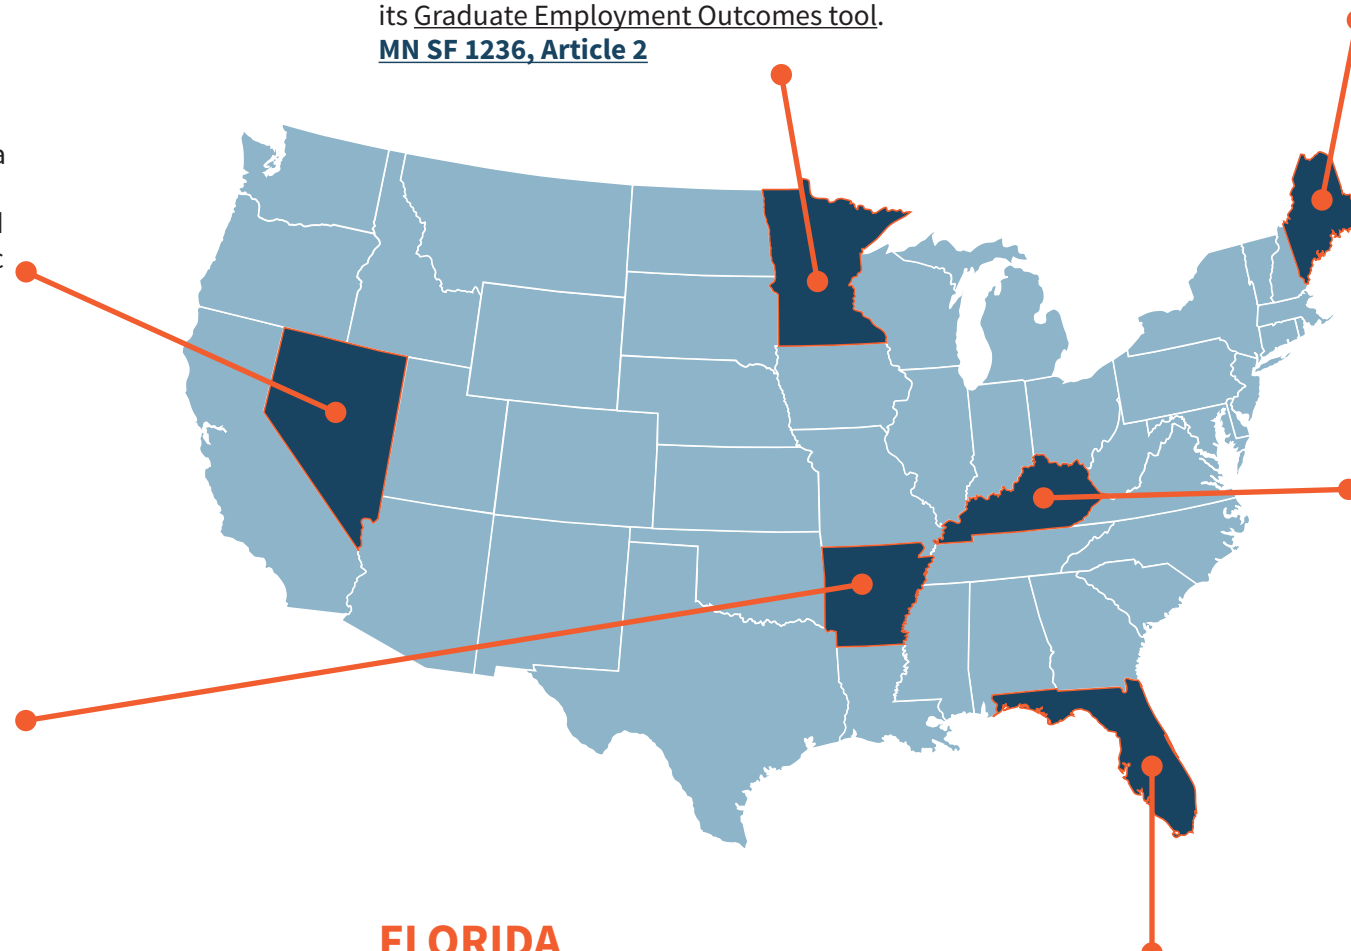 its Graduate Employment Outcomes tool.
MN SF 1236, Article 2
a
FLORIDA